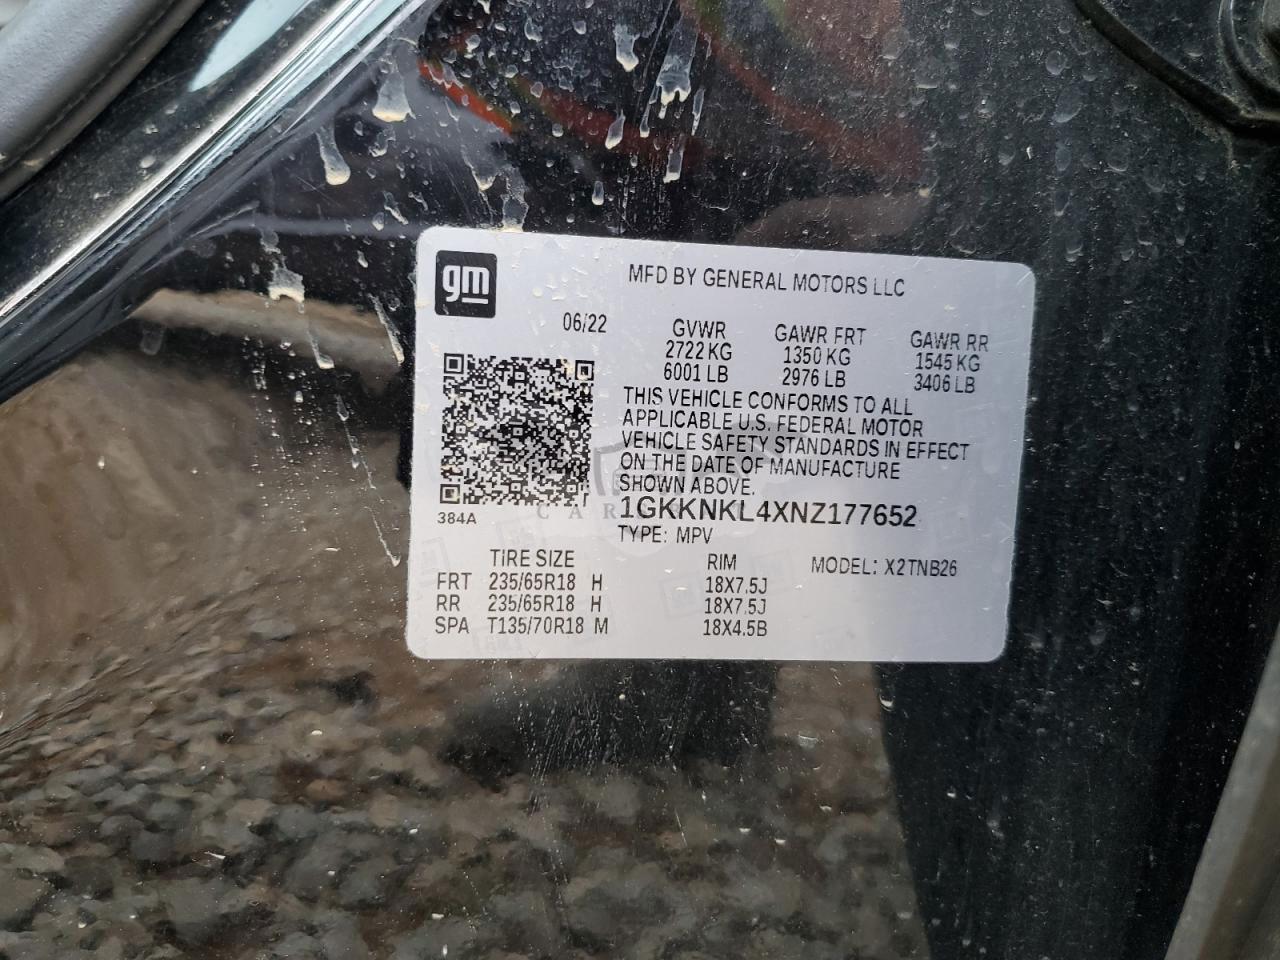 gm
MFD BY GENERAL MOTORS LLC
06/22
GVWR GAWR FRT GAWR RR
2722 KG 1350 KG 1545 KG
6001 LB 2976 LB 3406 LB
THIS VEHICLE CONFORMS TO ALL
APPLICABLE U.S. FEDERAL MOTOR
VEHICLE SAFETY STANDARDS IN EFFECT
ON THE DATE OF MANUFACTURE
SHOWN ABOVE.
384A
1GKKNKL4XNZ177652
TYPE: MPV
TIRE SIZE RIM MODEL: X2TNB26
FRT 235/65R18 H 18X7.5J
RR 235/65R18 H 18X7.5J
SPA T135/70R18 M 18X4.5B